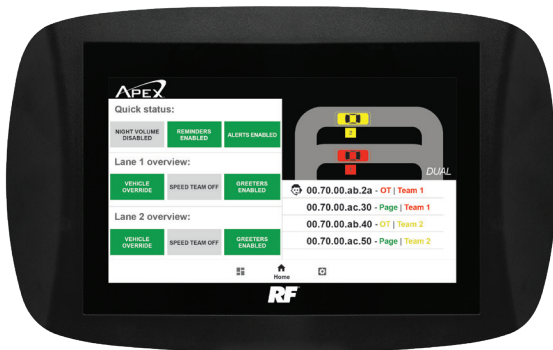 APEX
Quick status:
NIGHT VOLUME DISABLED
REMINDERS ENABLED
ALERTS ENABLED
Lane 1 overview:
VEHICLE OVERRIDE
SPEED TEAM OFF
GREETERS ENABLED
Lane 2 overview:
VEHICLE OVERRIDE
SPEED TEAM OFF
GREETERS ENABLED
2
DUAL
00.70.00.ab.2a - OT | Team 1
00.70.00.ac.30 - Page | Team 1
00.70.00.ab.40 - OT | Team 2
00.70.00.ac.50 - Page | Team 2
Home
RF